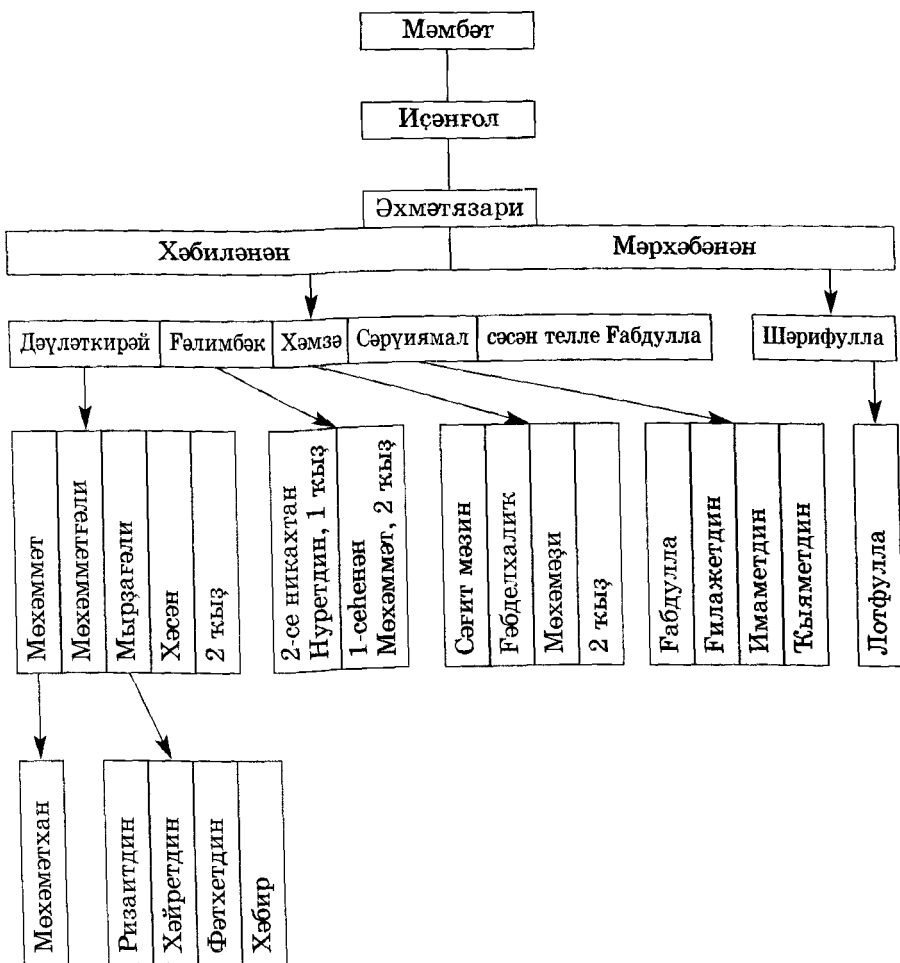 Мәмбәт
Иҫәнғол
Әхмәтязари
Хәбиләнән
Мәрхәбәнән
Дәүләткирәй
Ғәлимбәк
Хәмзә
Сәрүиямал
сәсән телле Ғабдулла
Шәрифулла
Мөхәммәт
Мөхәммәтғәли
Мырҙағәли
Хәсән
2 ҡыҙ
2-се никахтан
Нуретдин, 1 ҡыҙ
1-сеһенән
Мөхәммәт, 2 ҡыҙ
Сәғит мәзин
Ғәбделхалиҡ
Мөхәмәҙи
2 ҡыҙ
Ғабдулла
Ғилажетдин
Имаметдин
Ҡыяметдин
Лотфулла
Мөхәмәтхан
Ризаитдин
Хәйретдин
Фәтхетдин
Хәбир